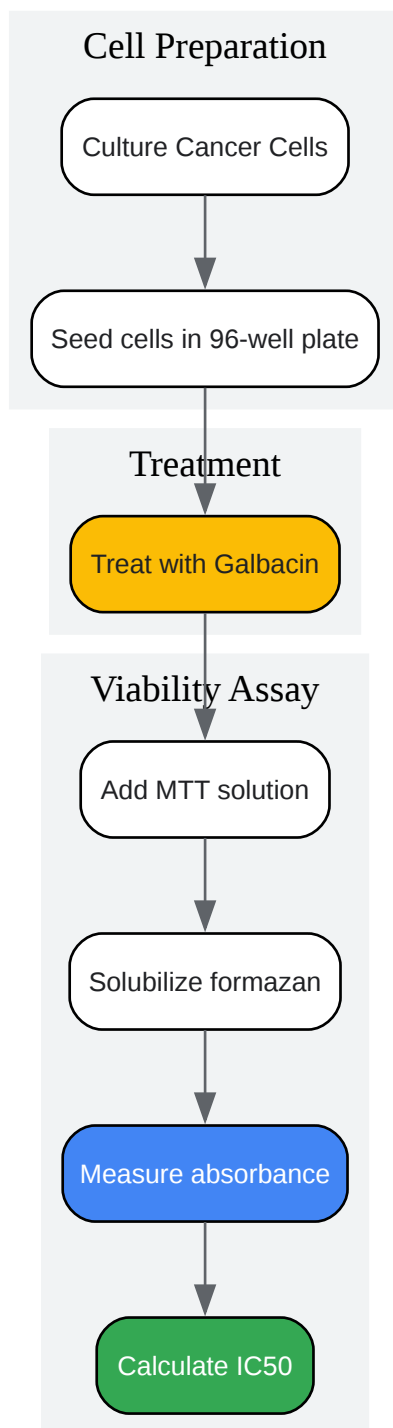 Cell Preparation
Culture Cancer Cells
Seed cells in 96-well plate
Treatment
Treat with Galbacin
Viability Assay
Add MTT solution
Solubilize formazan
Measure absorbance
Calculate IC50